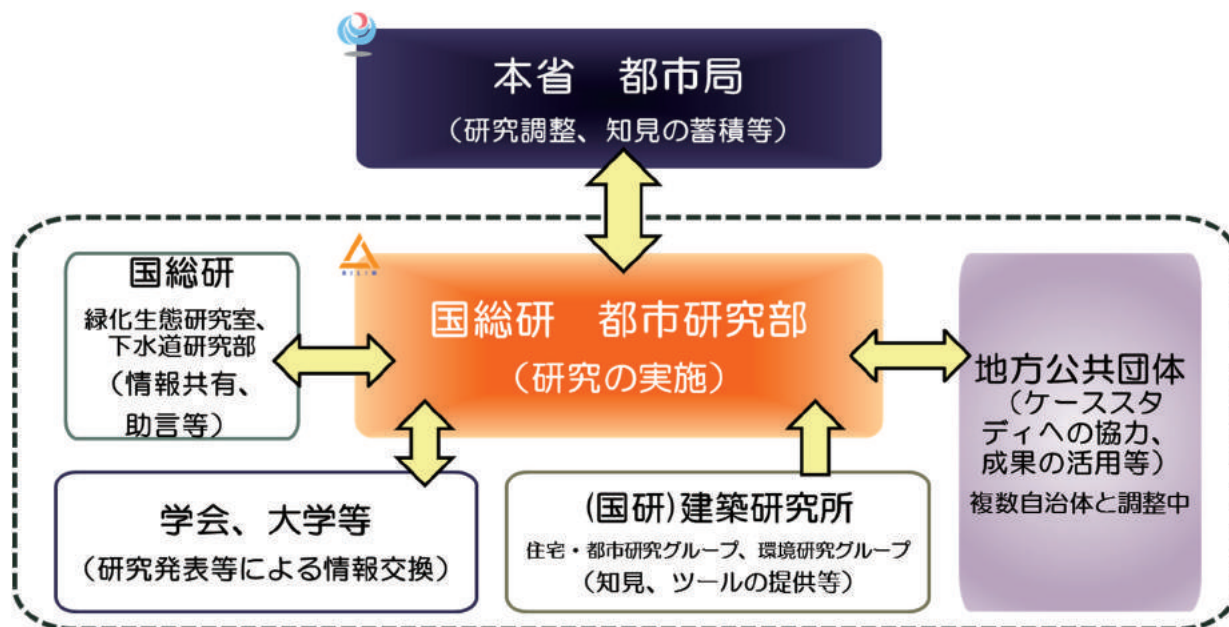 本省　都市局
（研究調整、知見の蓄積等）
国総研
緑化生態研究室、
下水道研究部
（情報共有、
助言等）
NILIM
国総研　都市研究部
（研究の実施）
地方公共団体
（ケーススタ
ディへの協力、
成果の活用等）
複数自治体と調整中
学会、大学等
（研究発表等による情報交換）
(国研)建築研究所
住宅・都市研究グループ、環境研究グループ
（知見、ツールの提供等）